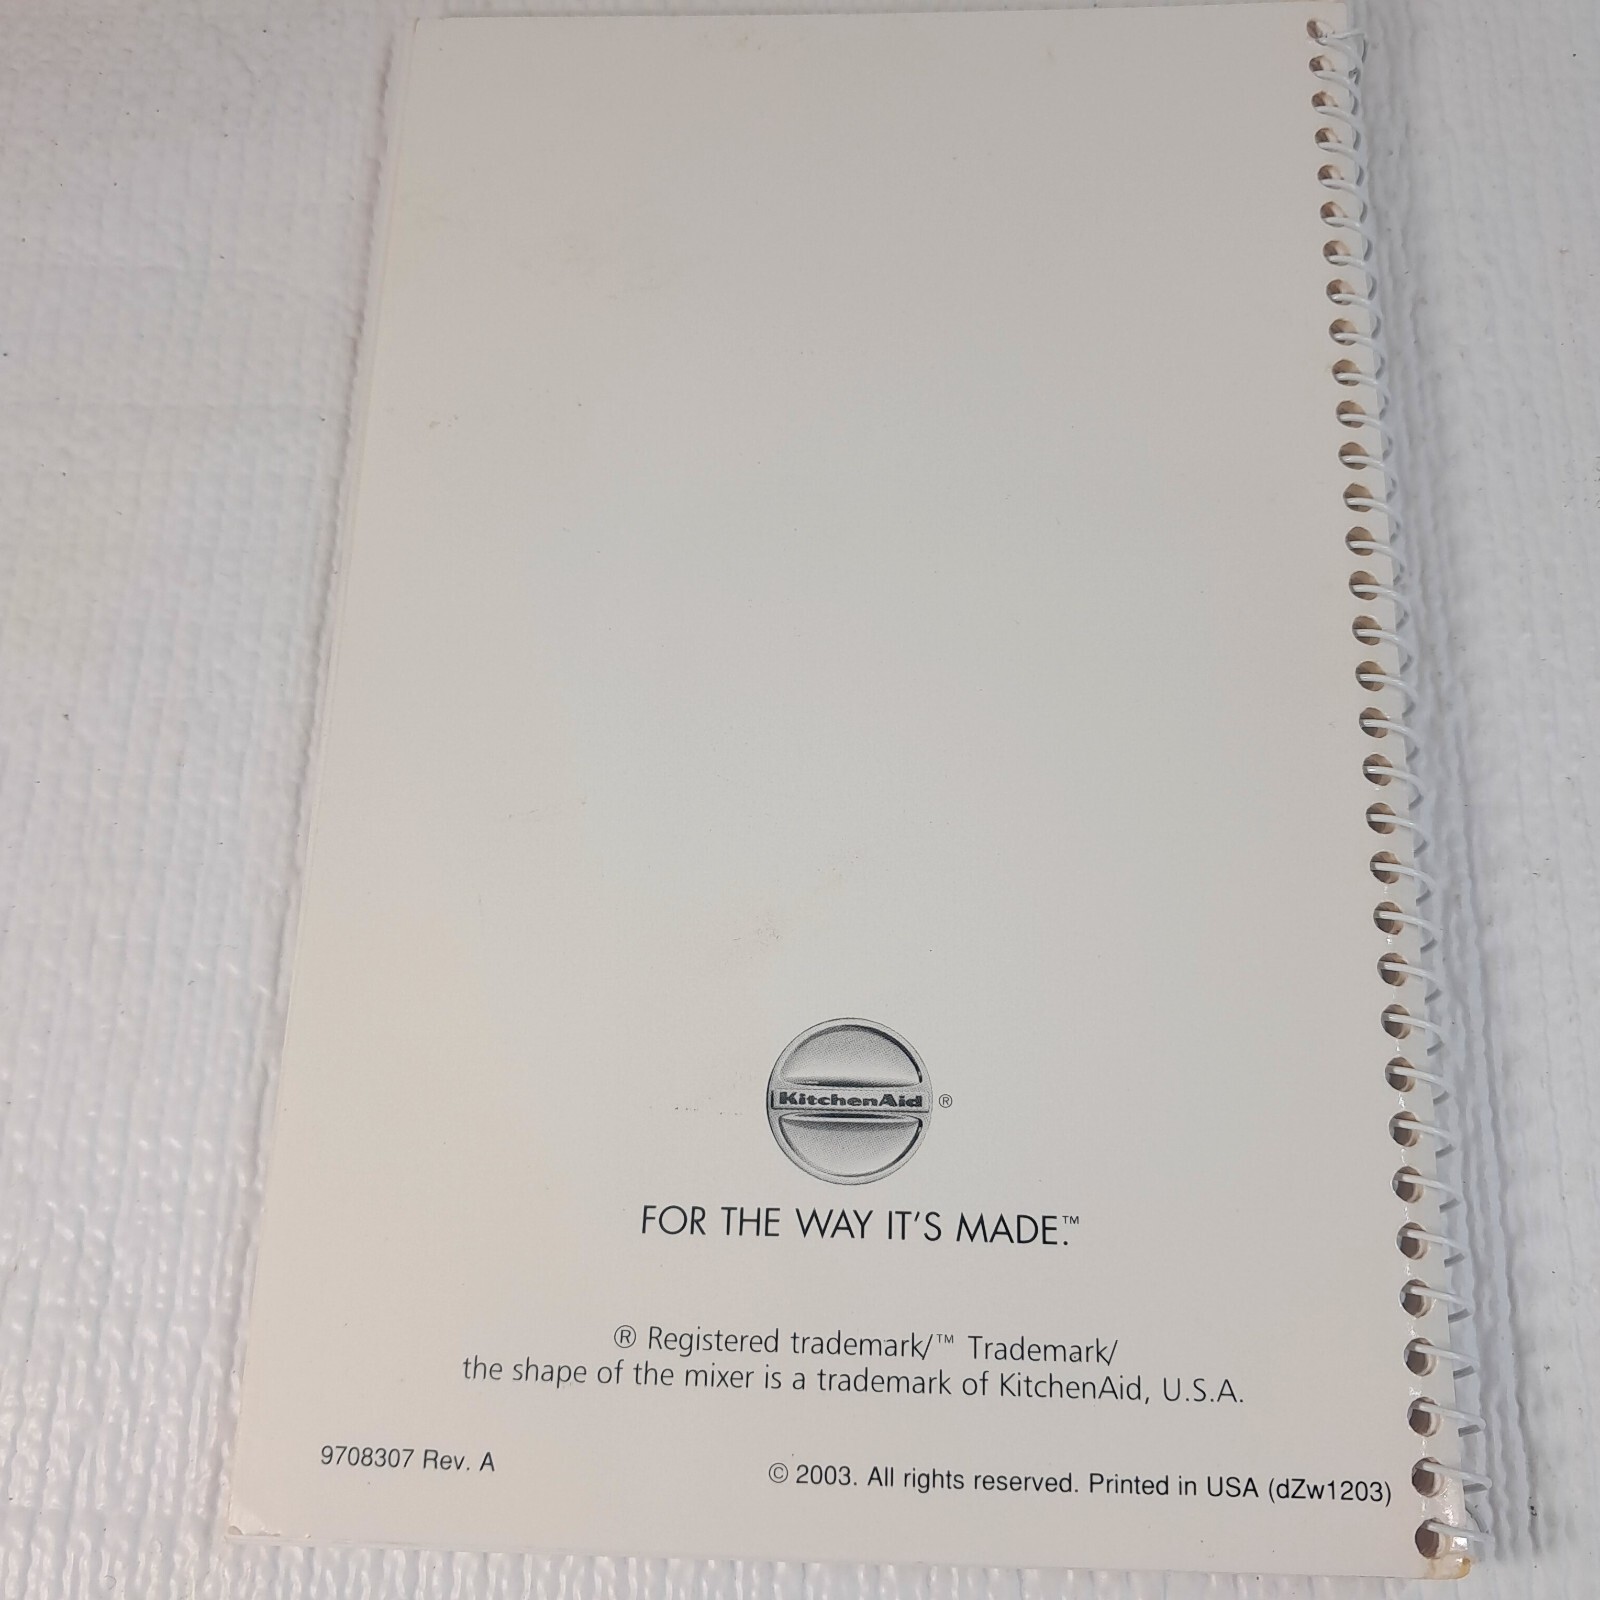 KitchenAid ®
FOR THE WAY IT'S MADE.™
® Registered trademark/™ Trademark/
the shape of the mixer is a trademark of KitchenAid, U.S.A.
9708307 Rev. A
© 2003. All rights reserved. Printed in USA (dZw1203)